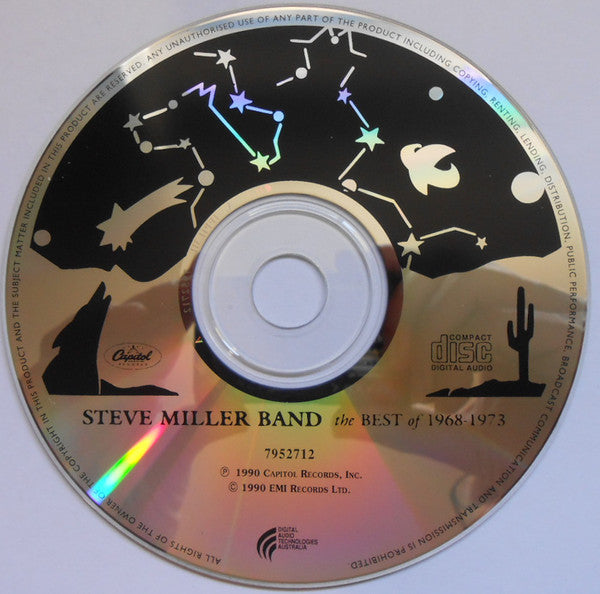 ALL RIGHTS OF THE OWNER OF THE COPYRIGHT IN THIS PRODUCT AND THE SUBJECT MATTER INCLUDED IN THIS PRODUCT ARE RESERVED. ANY UNAUTHORISED USE OF ANY PART OF THE PRODUCT INCLUDING COPYING, RENTING, LENDING, DISTRIBUTION, PUBLIC PERFORMANCE, BROADCAST COMMUNICATION AND TRANSMISSION IS PROHIBITED.
Capitol
COMPACT
disc
DIGITAL AUDIO
STEVE MILLER BAND the BEST of 1968-1973
7952712
Ⓟ 1990 CAPITOL RECORDS, INC.
© 1990 EMI RECORDS LTD.
DIGITAL
AUDIO
TECHNOLOGIES
AUSTRALIA